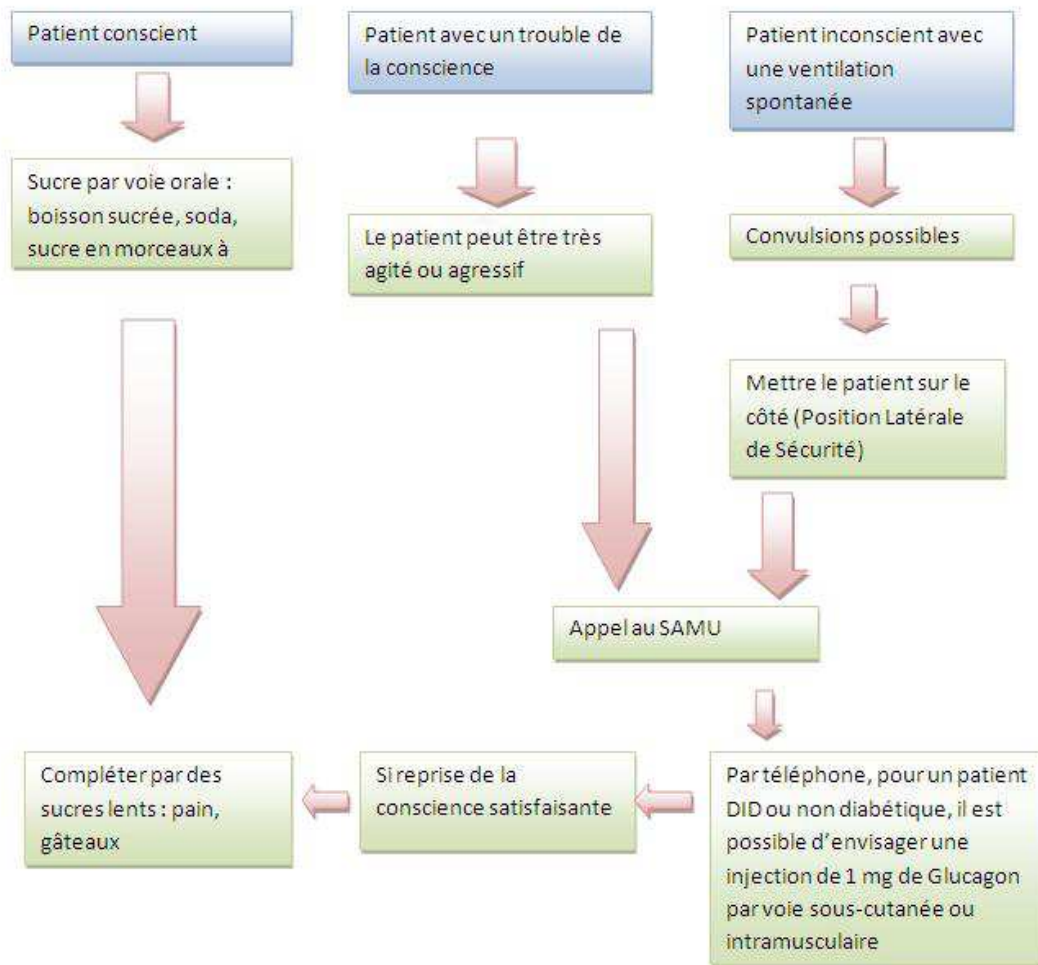 Patient conscient
Patient avec un trouble de
la conscience
Patient inconscient avec
une ventilation
spontanée
Sucre par voie orale :
boisson sucrée, soda,
sucre en morceaux à
Le patient peut être très
agité ou agressif
Convulsions possibles
Mettre le patient sur le
côté (Position Latérale
de Sécurité)
Appel au SAMU
Compléter par des
sucres lents : pain,
gâteaux
Si reprise de la
conscience satisfaisante
Par téléphone, pour un patient
DID ou non diabétique, il est
possible d’envisager une
injection de 1 mg de Glucagon
par voie sous-cutanée ou
intramusculaire